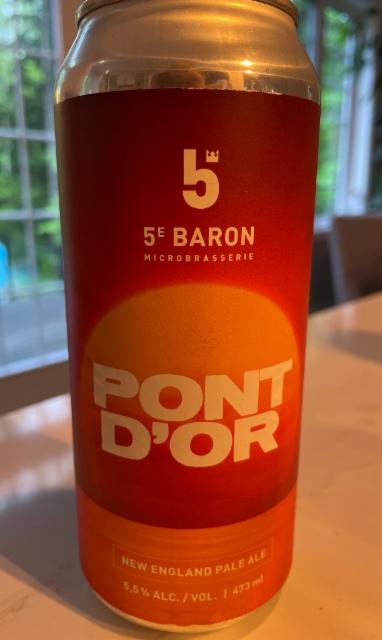 5
5E BARON
MICROBRASSERIE
PONT
D'OR
NEW ENGLAND PALE ALE
5,5% ALC. / VOL. | 473 ml